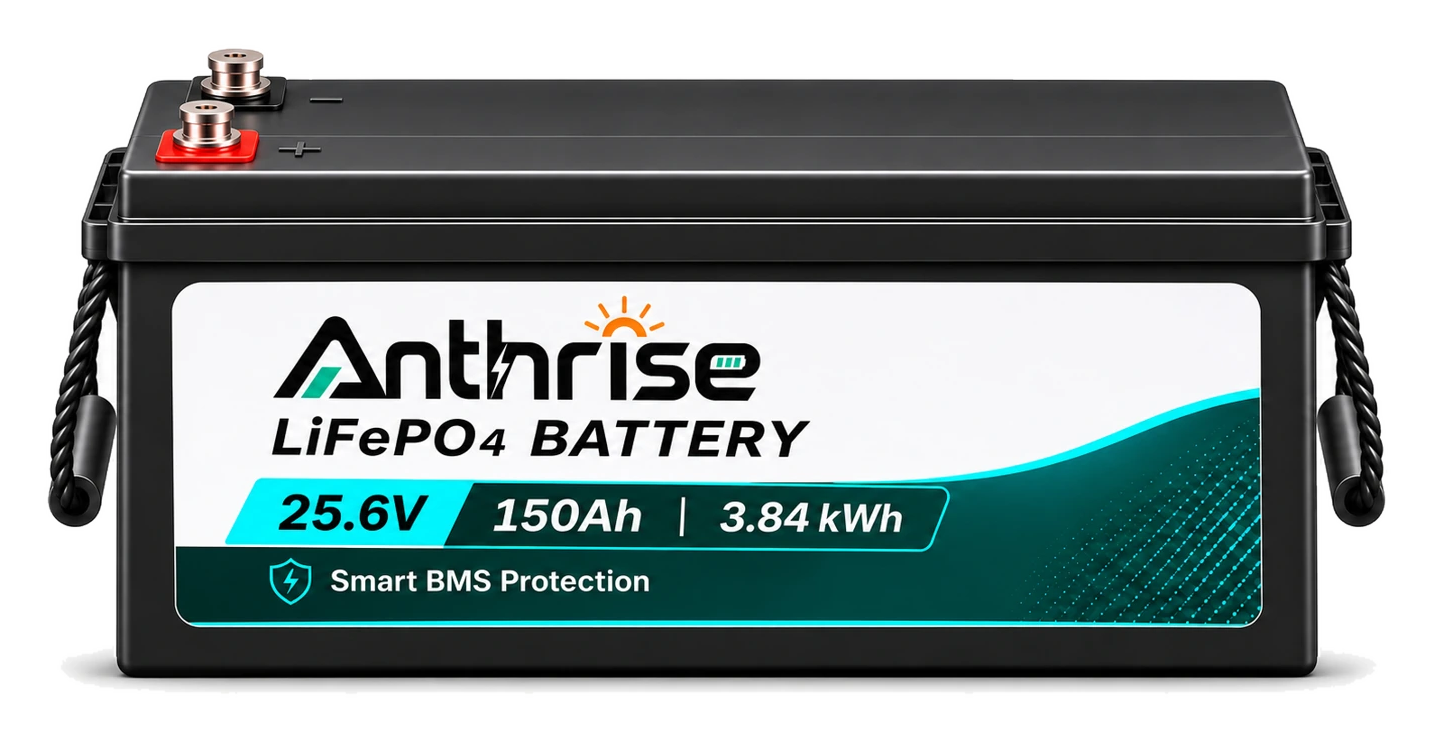 −
+
Anthrise
LiFePO4 BATTERY
25.6V 150Ah | 3.84 kWh
Smart BMS Protection